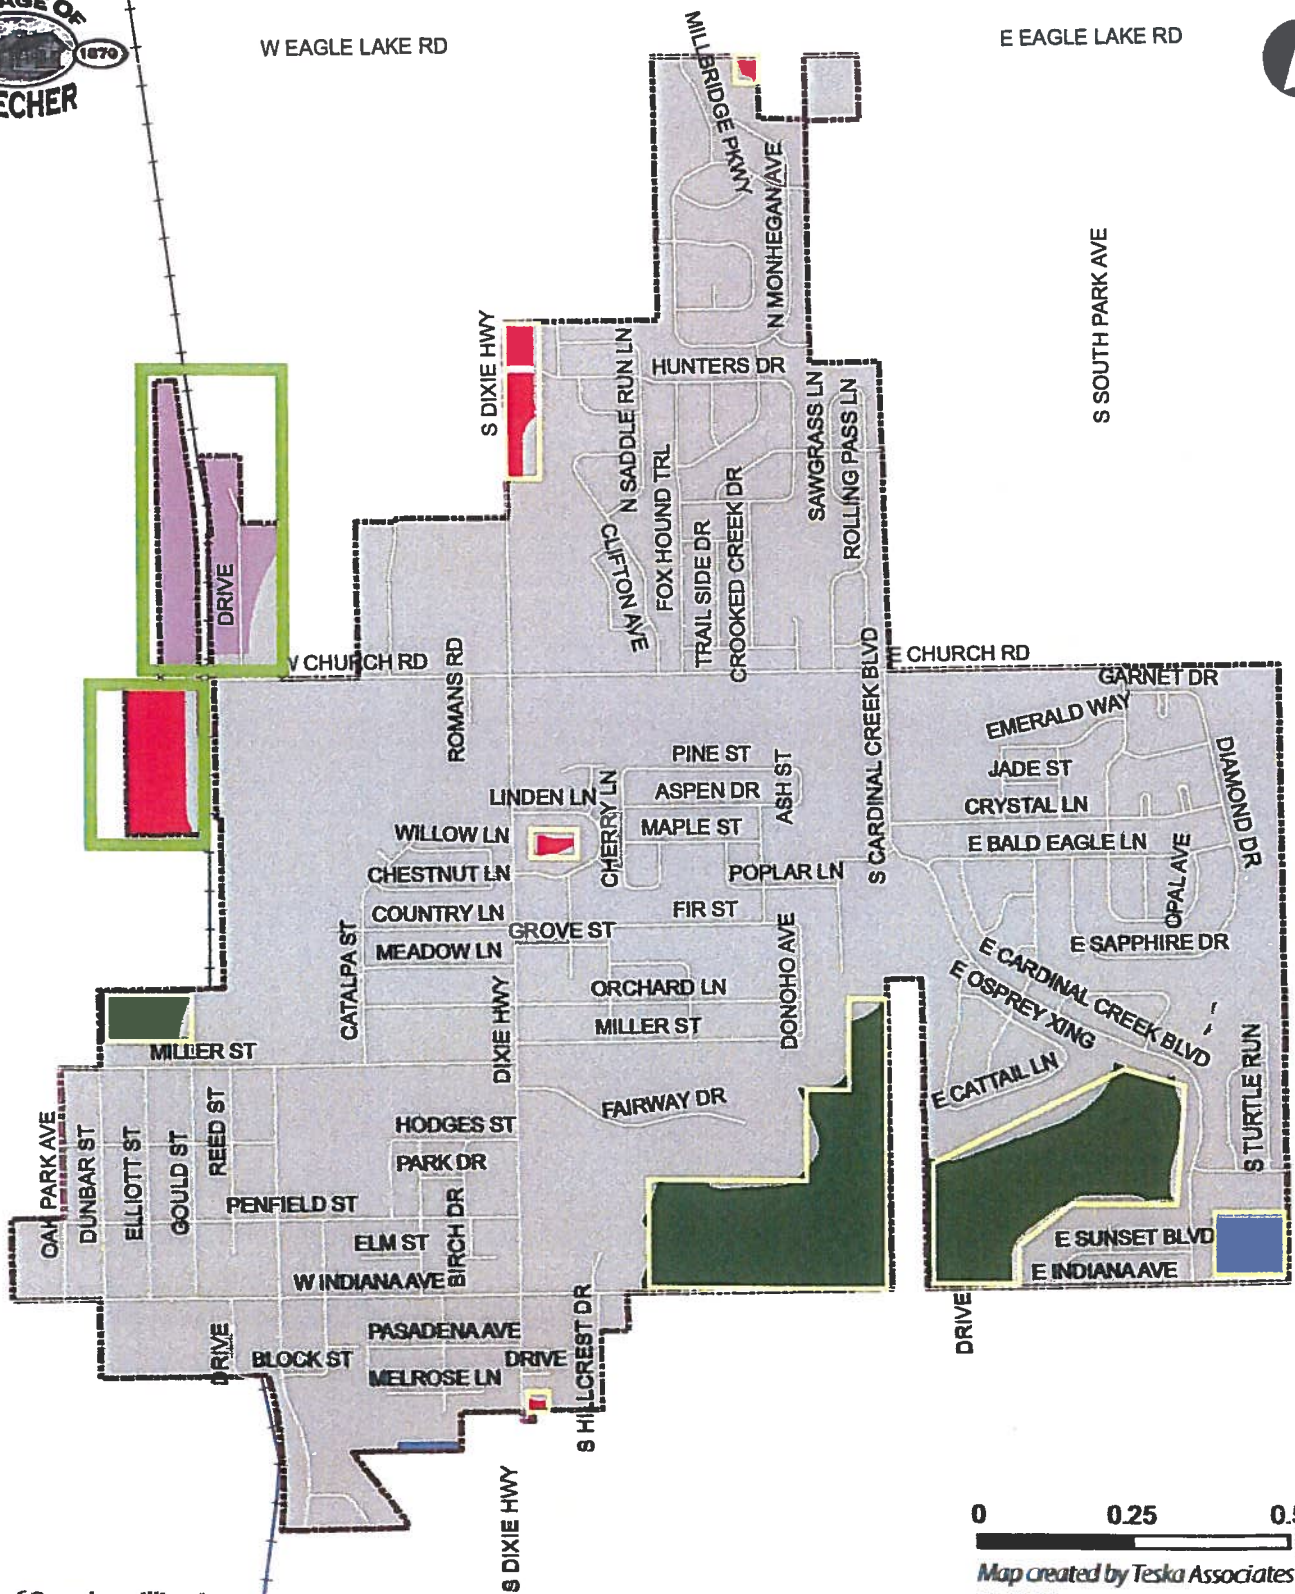 1870
W EAGLE LAKE RD
E EAGLE LAKE RD
MILLBRIDGE PKWY
N MONHEGAN AVE
S SOUTH PARK AVE
S DIXIE HWY
N SADDLE RUN LN
HUNTERS DR
SAWGRASS LN
ROLLING PASS LN
CLIFTON AVE
FOX HOUND TRL
TRAIL SIDE DR
CROOKED CREEK DR
DRIVE
CHURCH RD
ROMANS RD
S CARDINAL CREEK BLVD
E CHURCH RD
GARNET DR
EMERALD WAY
DIAMOND DR
JADE ST
CRYSTAL LN
E BALD EAGLE LN
OPAL AVE
E SAPPHIRE DR
PINE ST
ASH ST
ASPEN DR
LINDEN LN
CHERRY LN
MAPLE ST
WILLOW LN
CHESTNUT LN
POPLAR LN
COUNTRY LN
FIR ST
GROVE ST
MEADOW LN
CATALPA ST
DONOHO AVE
ORCHARD LN
MILLER ST
DIXIE HWY
E CARDINAL CREEK BLVD
E OSPREY XING
E CATTAIL LN
S TURTLE RUN
MILLER ST
FAIRWAY DR
OAK PARK AVE
DUNBAR ST
ELLIOTT ST
GOULD ST
REED ST
HODGES ST
PARK DR
PENFIELD ST
BIRCH DR
ELM ST
W INDIANA AVE
E SUNSET BLVD
E INDIANA AVE
DRIVE
S HILLCREST DR
PASADENA AVE
DRIVE
BLOCK ST
DRIVE
MELROSE LN
S DIXIE HWY
0 0.25
Map created by Teska Associates